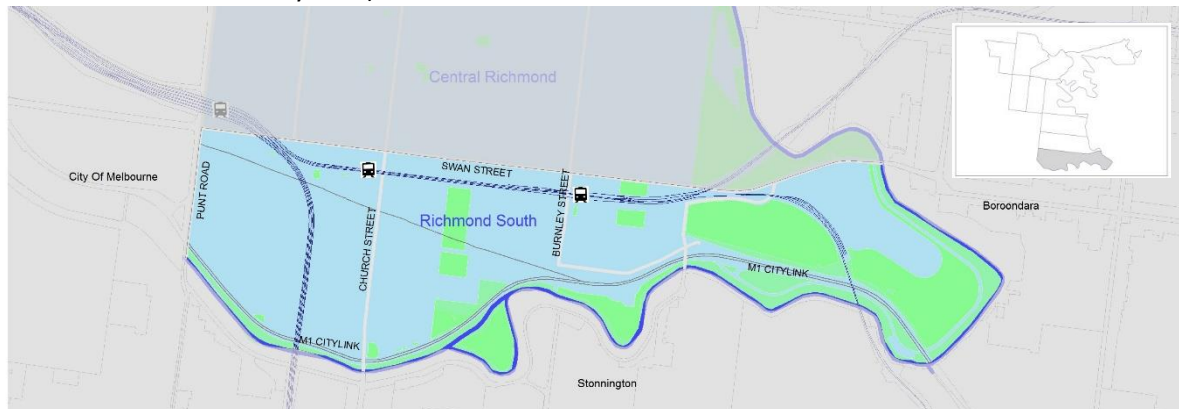 Central Richmond
City Of Melbourne
PUNT ROAD
SWAN STREET
CHURCH STREET
Richmond South
BURNLEY STREET
Boroondara
M1 CITYLINK
M1 CITYLINK
Stonnington